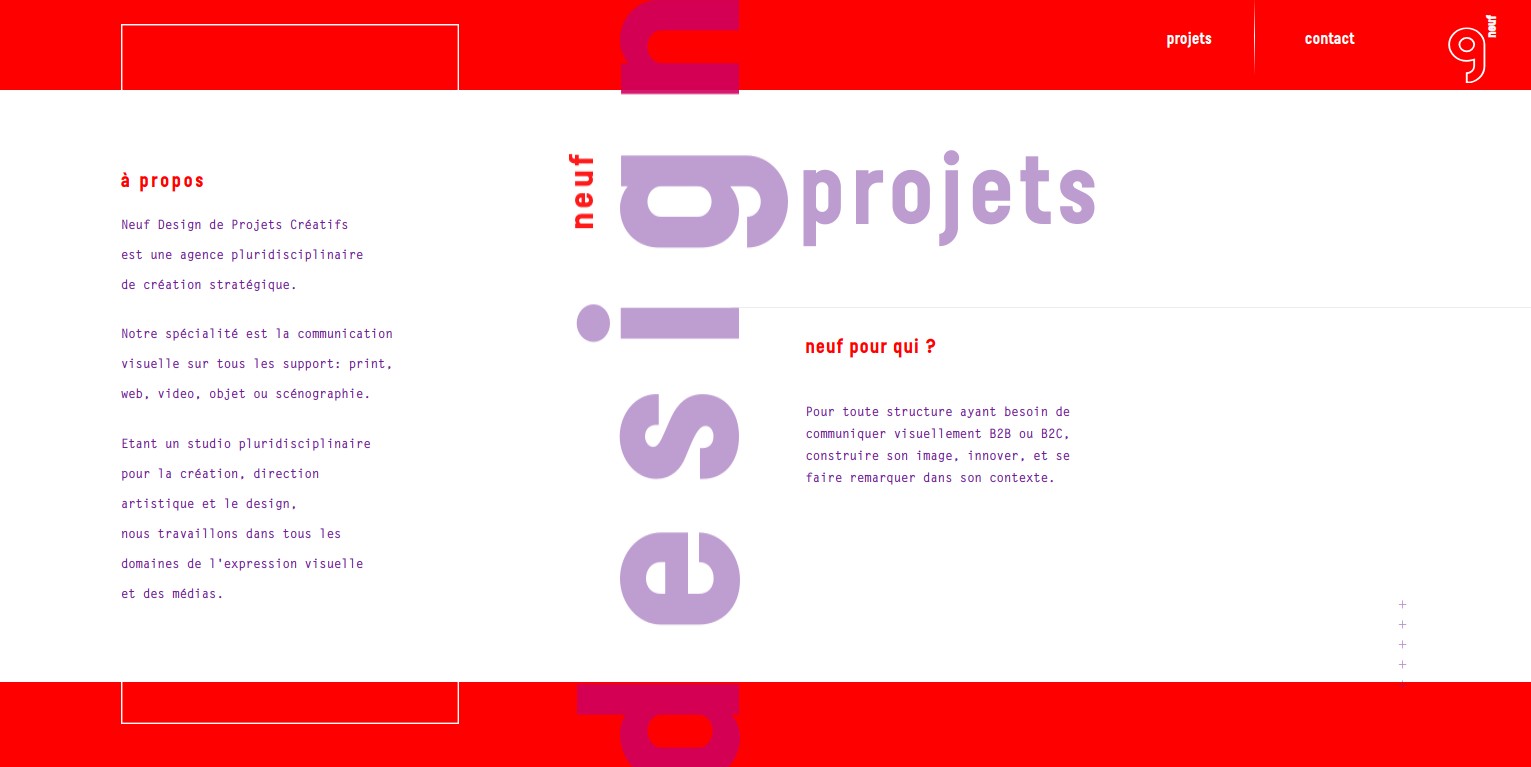 projets
contact
9
neuf
à propos
Neuf Design de Projets Créatifs
est une agence pluridisciplinaire
de création stratégique.
Notre spécialité est la communication
visuelle sur tous les support: print,
web, video, objet ou scénographie.
Etant un studio pluridisciplinaire
pour la création, direction
artistique et le design,
nous travaillons dans tous les
domaines de l'expression visuelle
et des médias.
neuf
design
projets
neuf pour qui ?
Pour toute structure ayant besoin de
communiquer visuellement B2B ou B2C,
construire son image, innover, et se
faire remarquer dans son contexte.
+
+
+
+